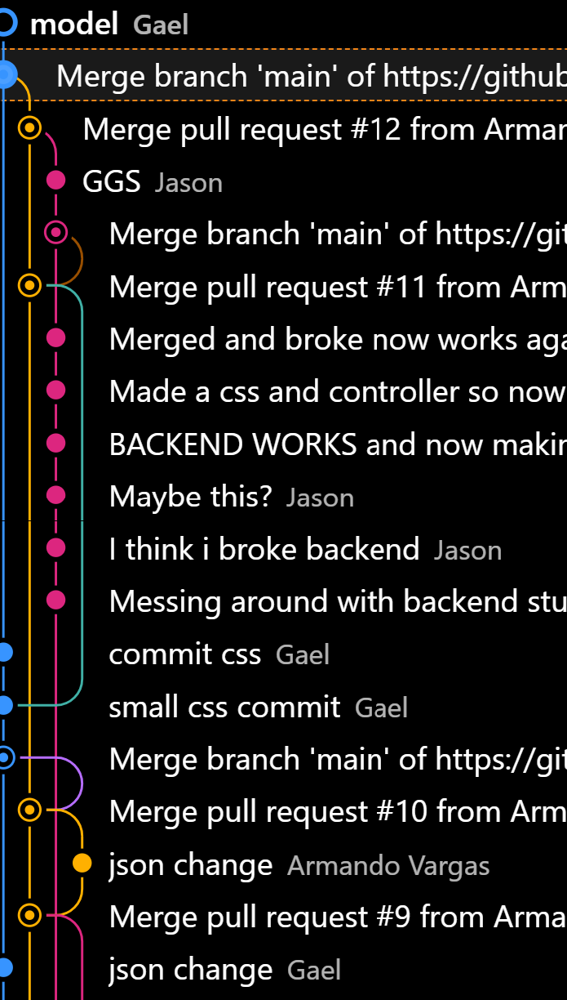 model Gael
Merge branch 'main' of https://github
Merge pull request #12 from Arman
GGS Jason
Merge branch 'main' of https://git
Merge pull request #11 from Arm
Merged and broke now works aga
Made a css and controller so now
BACKEND WORKS and now makin
Maybe this? Jason
I think i broke backend Jason
Messing around with backend stu
commit css Gael
small css commit Gael
Merge branch 'main' of https://git
Merge pull request #10 from Arm
json change Armando Vargas
Merge pull request #9 from Arma
json change Gael